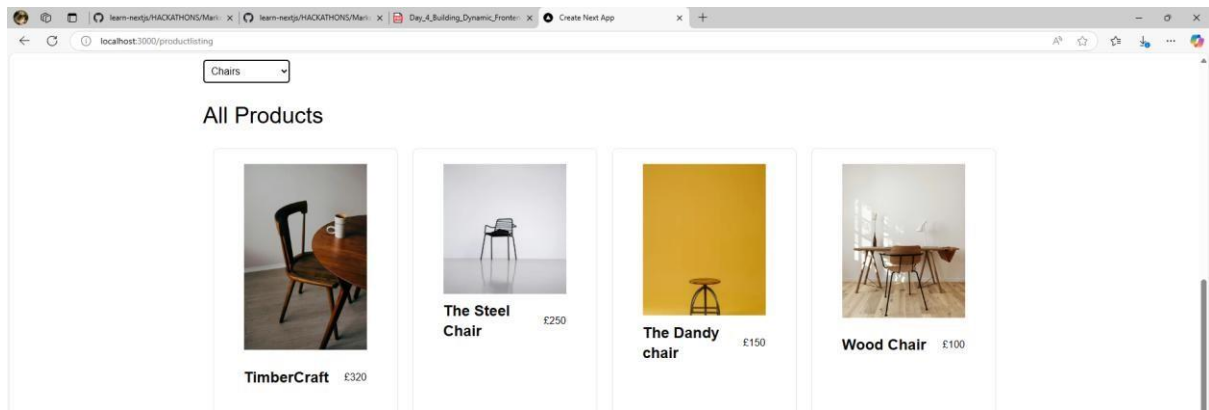 learn-nextjs/HACKATHONS/Mark
learn-nextjs/HACKATHONS/Mark
Day_4_Building_Dynamic_Fronten
Create Next App
localhost:3000/productlisting
Chairs
All Products
TimberCraft £320
The Steel
Chair
£250
The Dandy
chair
£150
Wood Chair £100